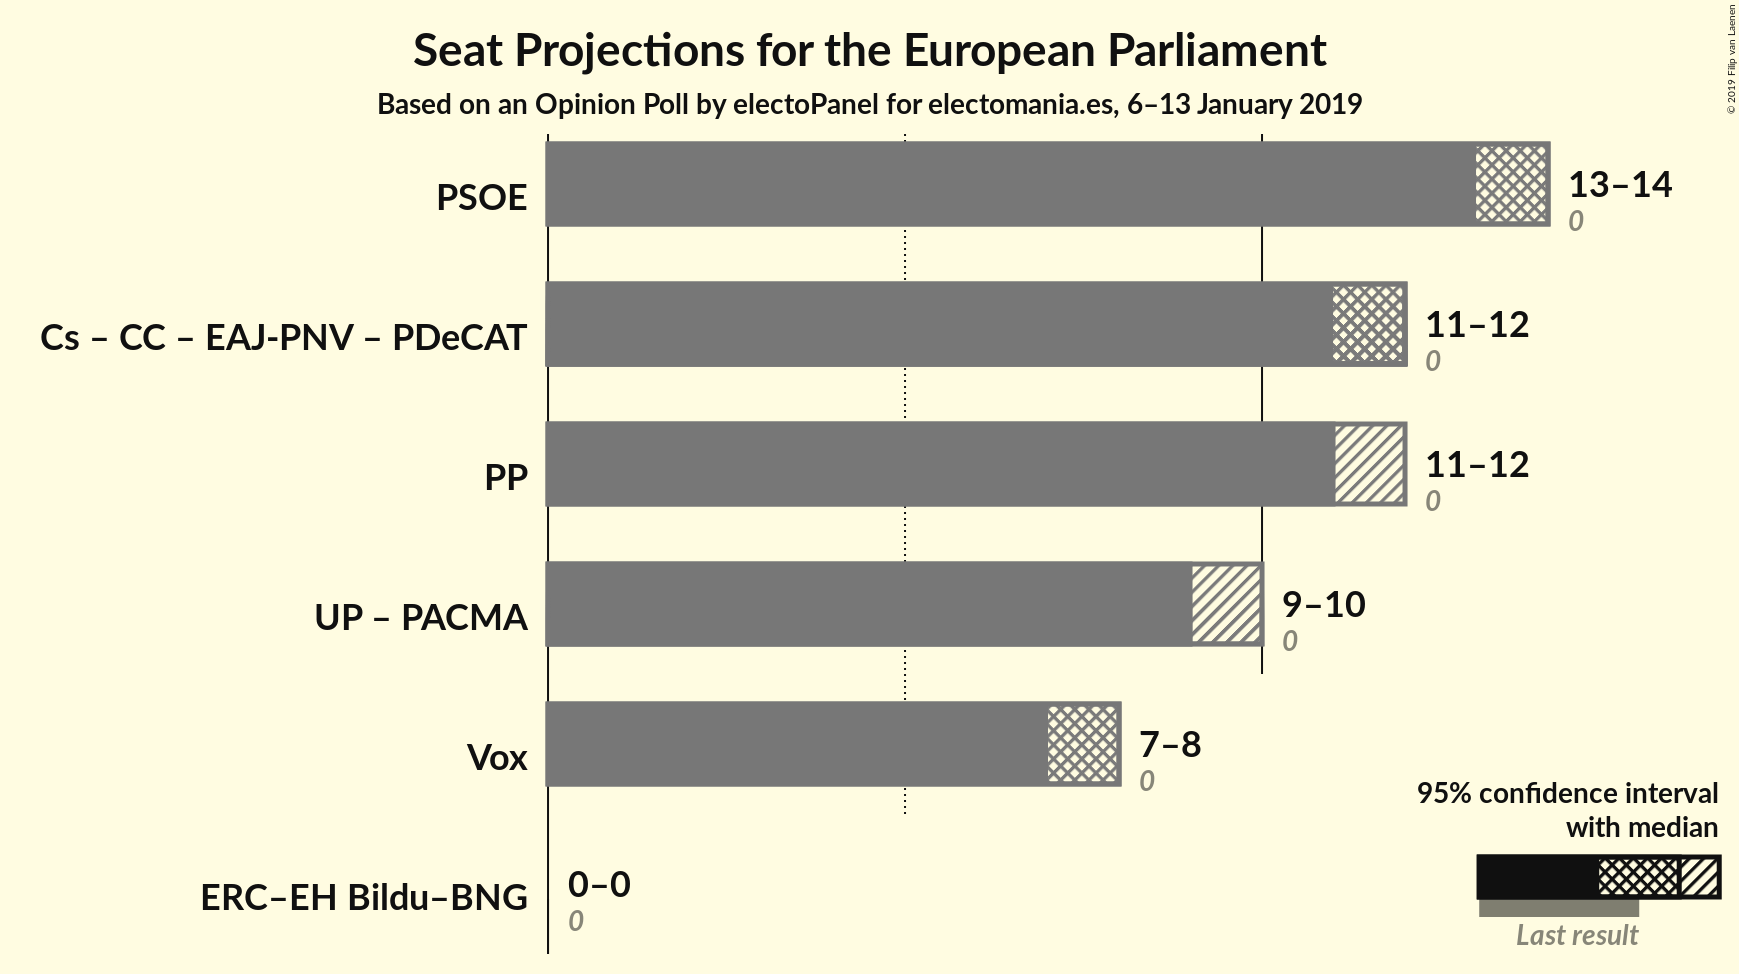 Seat Projections for the European Parliament
Based on an Opinion Poll by electoPanel for electomania.es, 6–13 January 2019
© 2019 Filip van Laenen
PSOE
13–14
0
Cs – CC – EAJ-PNV – PDeCAT
11–12
0
PP
11–12
0
UP – PACMA
9–10
0
Vox
7–8
0
ERC–EH Bildu–BNG
0–0
0
95% confidence interval
with median
Last result